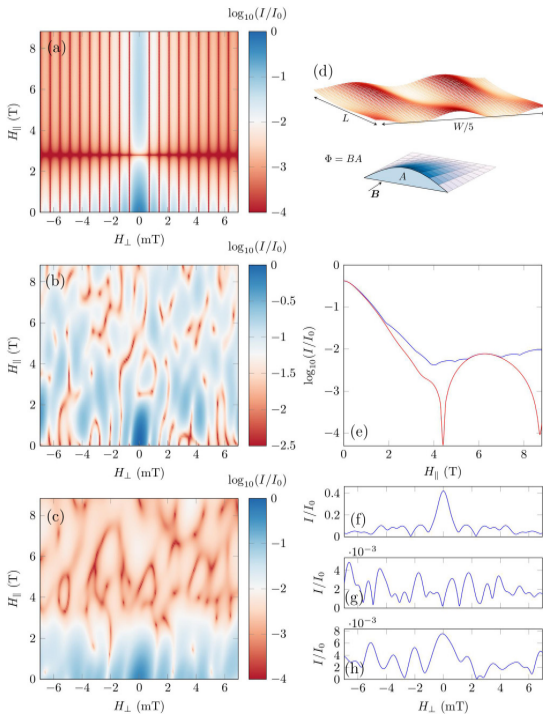 log₁₀(I/I₀)
(a)
H∥ (T)
8
6
4
2
0
−6 −4 −2 0 2 4 6
H⊥ (mT)
0
−1
−2
−3
−4
(d)
L
W/5
Φ = BA
A
B
log₁₀(I/I₀)
(b)
H∥ (T)
8
6
4
2
0
−6 −4 −2 0 2 4 6
H⊥ (mT)
0
−0.5
−1
−1.5
−2
−2.5
log₁₀(I/I₀)
0
−1
−2
−3
−4
(e)
0 2 4 6 8
H∥ (T)
log₁₀(I/I₀)
(c)
H∥ (T)
8
6
4
2
0
−6 −4 −2 0 2 4 6
H⊥ (mT)
0
−1
−2
−3
−4
I/I₀
0.4
0.2
0
(f)
·10⁻³
I/I₀
4
2
0
(g)
·10⁻³
I/I₀
8
6
4
2
0
(h)
−6 −4 −2 0 2 4 6
H⊥ (mT)